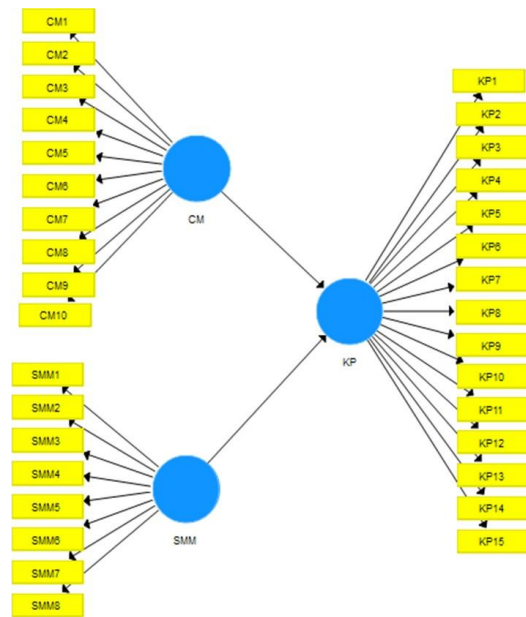 CM1
CM2
CM3
CM4
CM5
CM6
CM7
CM8
CM9
CM10
CM
SMM1
SMM2
SMM3
SMM4
SMM5
SMM6
SMM7
SMM8
SMM
KP
KP1
KP2
KP3
KP4
KP5
KP6
KP7
KP8
KP9
KP10
KP11
KP12
KP13
KP14
KP15